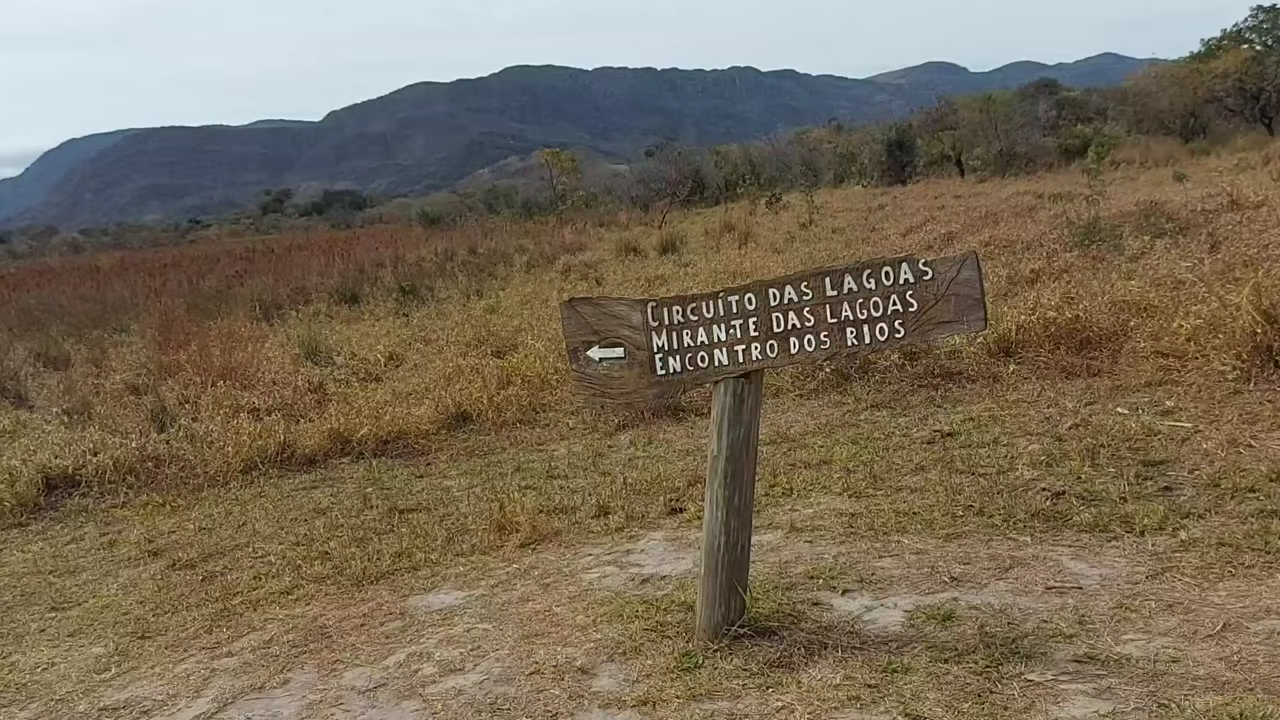 CIRCUÍTO DAS LAGOAS
MIRANTE DAS LAGOAS
ENCONTRO DOS RIOS